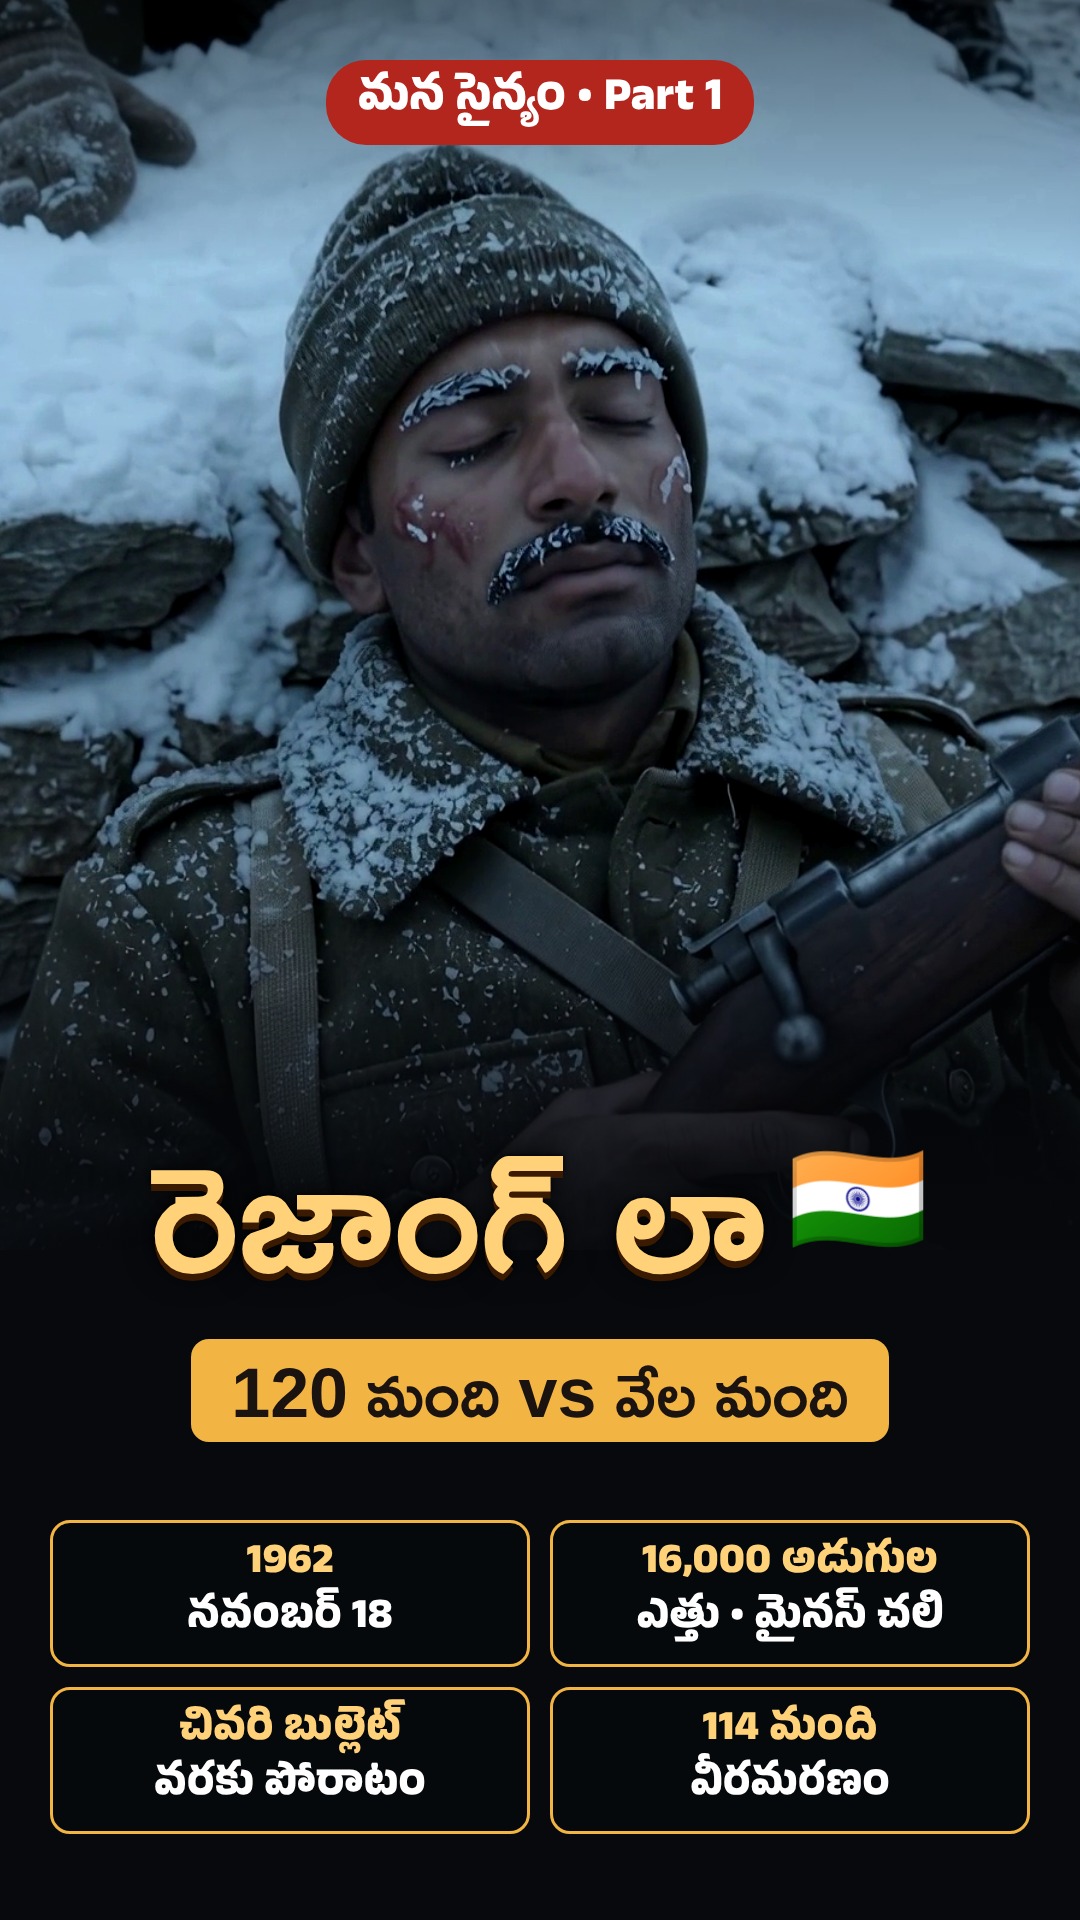 మన సైన్యం • Part 1
రెజాంగ్ లా
120 మంది vs వేల మంది
1962
నవంబర్ 18
16,000 అడుగుల
ఎత్తు • మైనస్ చలి
చివరి బుల్లెట్
వరకు పోరాటం
114 మంది
వీరమరణం